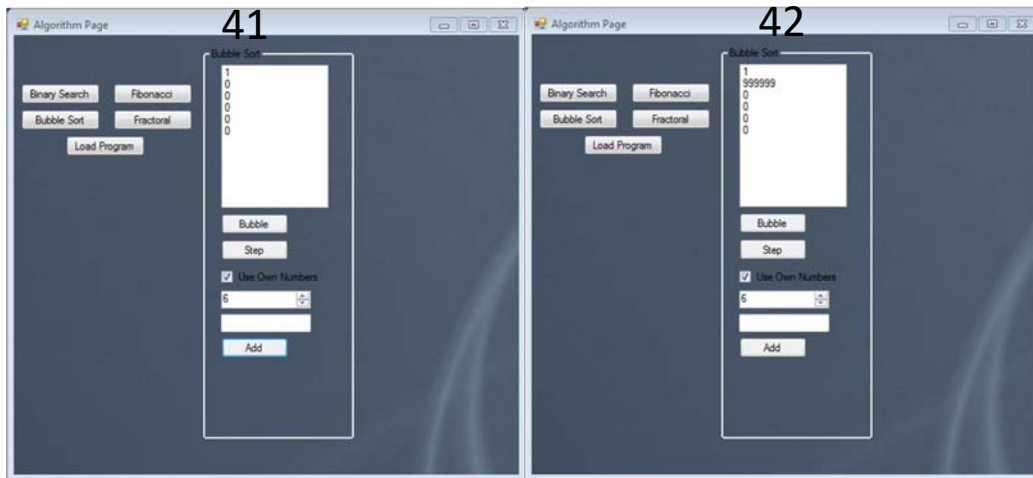 41
Algorithm Page
Bubble Sort
1
0
0
0
0
0
Binary Search
Fibonacci
Bubble Sort
Fractoral
Load Program
Bubble
Step
Use Own Numbers
6
Add
42
Algorithm Page
Bubble Sort
1
999999
0
0
0
0
Binary Search
Fibonacci
Bubble Sort
Fractoral
Load Program
Bubble
Step
Use Own Numbers
6
Add